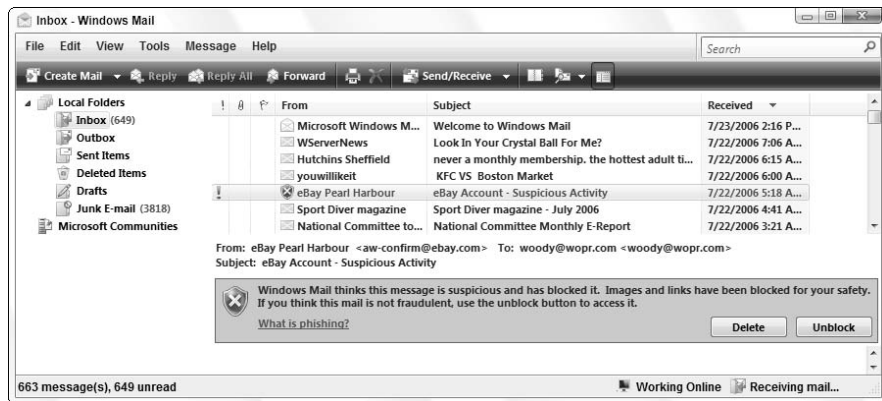 Inbox - Windows Mail
File Edit View Tools Message Help
Search
Create Mail Reply Reply All Forward Send/Receive
Local Folders
Inbox (649)
Outbox
Sent Items
Deleted Items
Drafts
Junk E-mail (3818)
Microsoft Communities
! From Subject Received
Microsoft Windows M... Welcome to Windows Mail 7/23/2006 2:16 P...
WServerNews Look In Your Crystal Ball For Me? 7/22/2006 7:06 A...
Hutchins Sheffield never a monthly membership. the hottest adult ti... 7/22/2006 6:15 A...
youwillikeit KFC VS Boston Market 7/22/2006 6:00 A...
! eBay Pearl Harbour eBay Account - Suspicious Activity 7/22/2006 5:18 A...
Sport Diver magazine Sport Diver magazine - July 2006 7/22/2006 4:41 A...
National Committee to... National Committee Monthly E-Report 7/22/2006 3:21 A...
From: eBay Pearl Harbour <aw-confirm@ebay.com> To: woody@wopr.com <woody@wopr.com>
Subject: eBay Account - Suspicious Activity
Windows Mail thinks this message is suspicious and has blocked it. Images and links have been blocked for your safety.
If you think this mail is not fraudulent, use the unblock button to access it.
What is phishing?
Delete Unblock
663 message(s), 649 unread
Working Online Receiving mail...